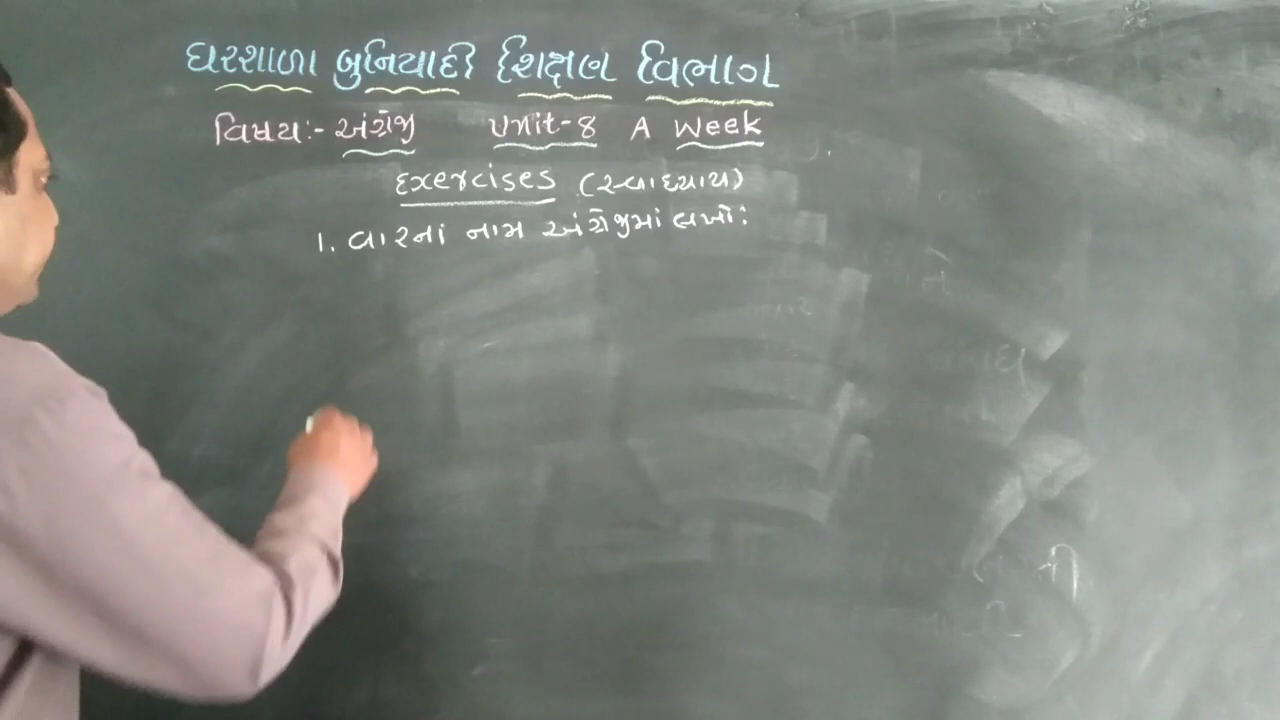 ઘરશાળા બુનિયાદી શિક્ષણ વિભાગ
વિષયઃ- અંગ્રેજી Unit-8 A Week
Exercises (સ્વાધ્યાય)
1. વારનાં નામ અંગ્રેજીમાં લખોઃ